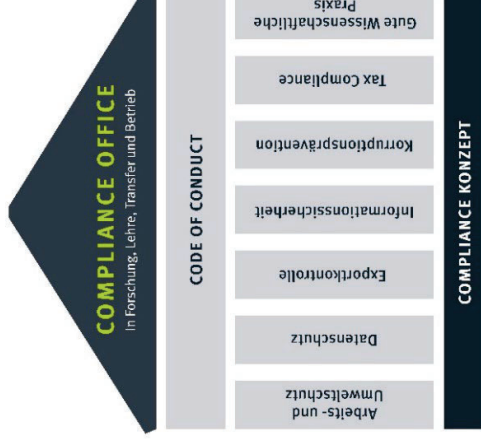 COMPLIANCE OFFICE
In Forschung, Lehre, Transfer und Betrieb
CODE OF CONDUCT
Arbeits- und
Umweltschutz
Datenschutz
Exportkontrolle
Informationssicherheit
Korruptionsprävention
Tax Compliance
Gute Wissenschaftliche
Praxis
COMPLIANCE KONZEPT